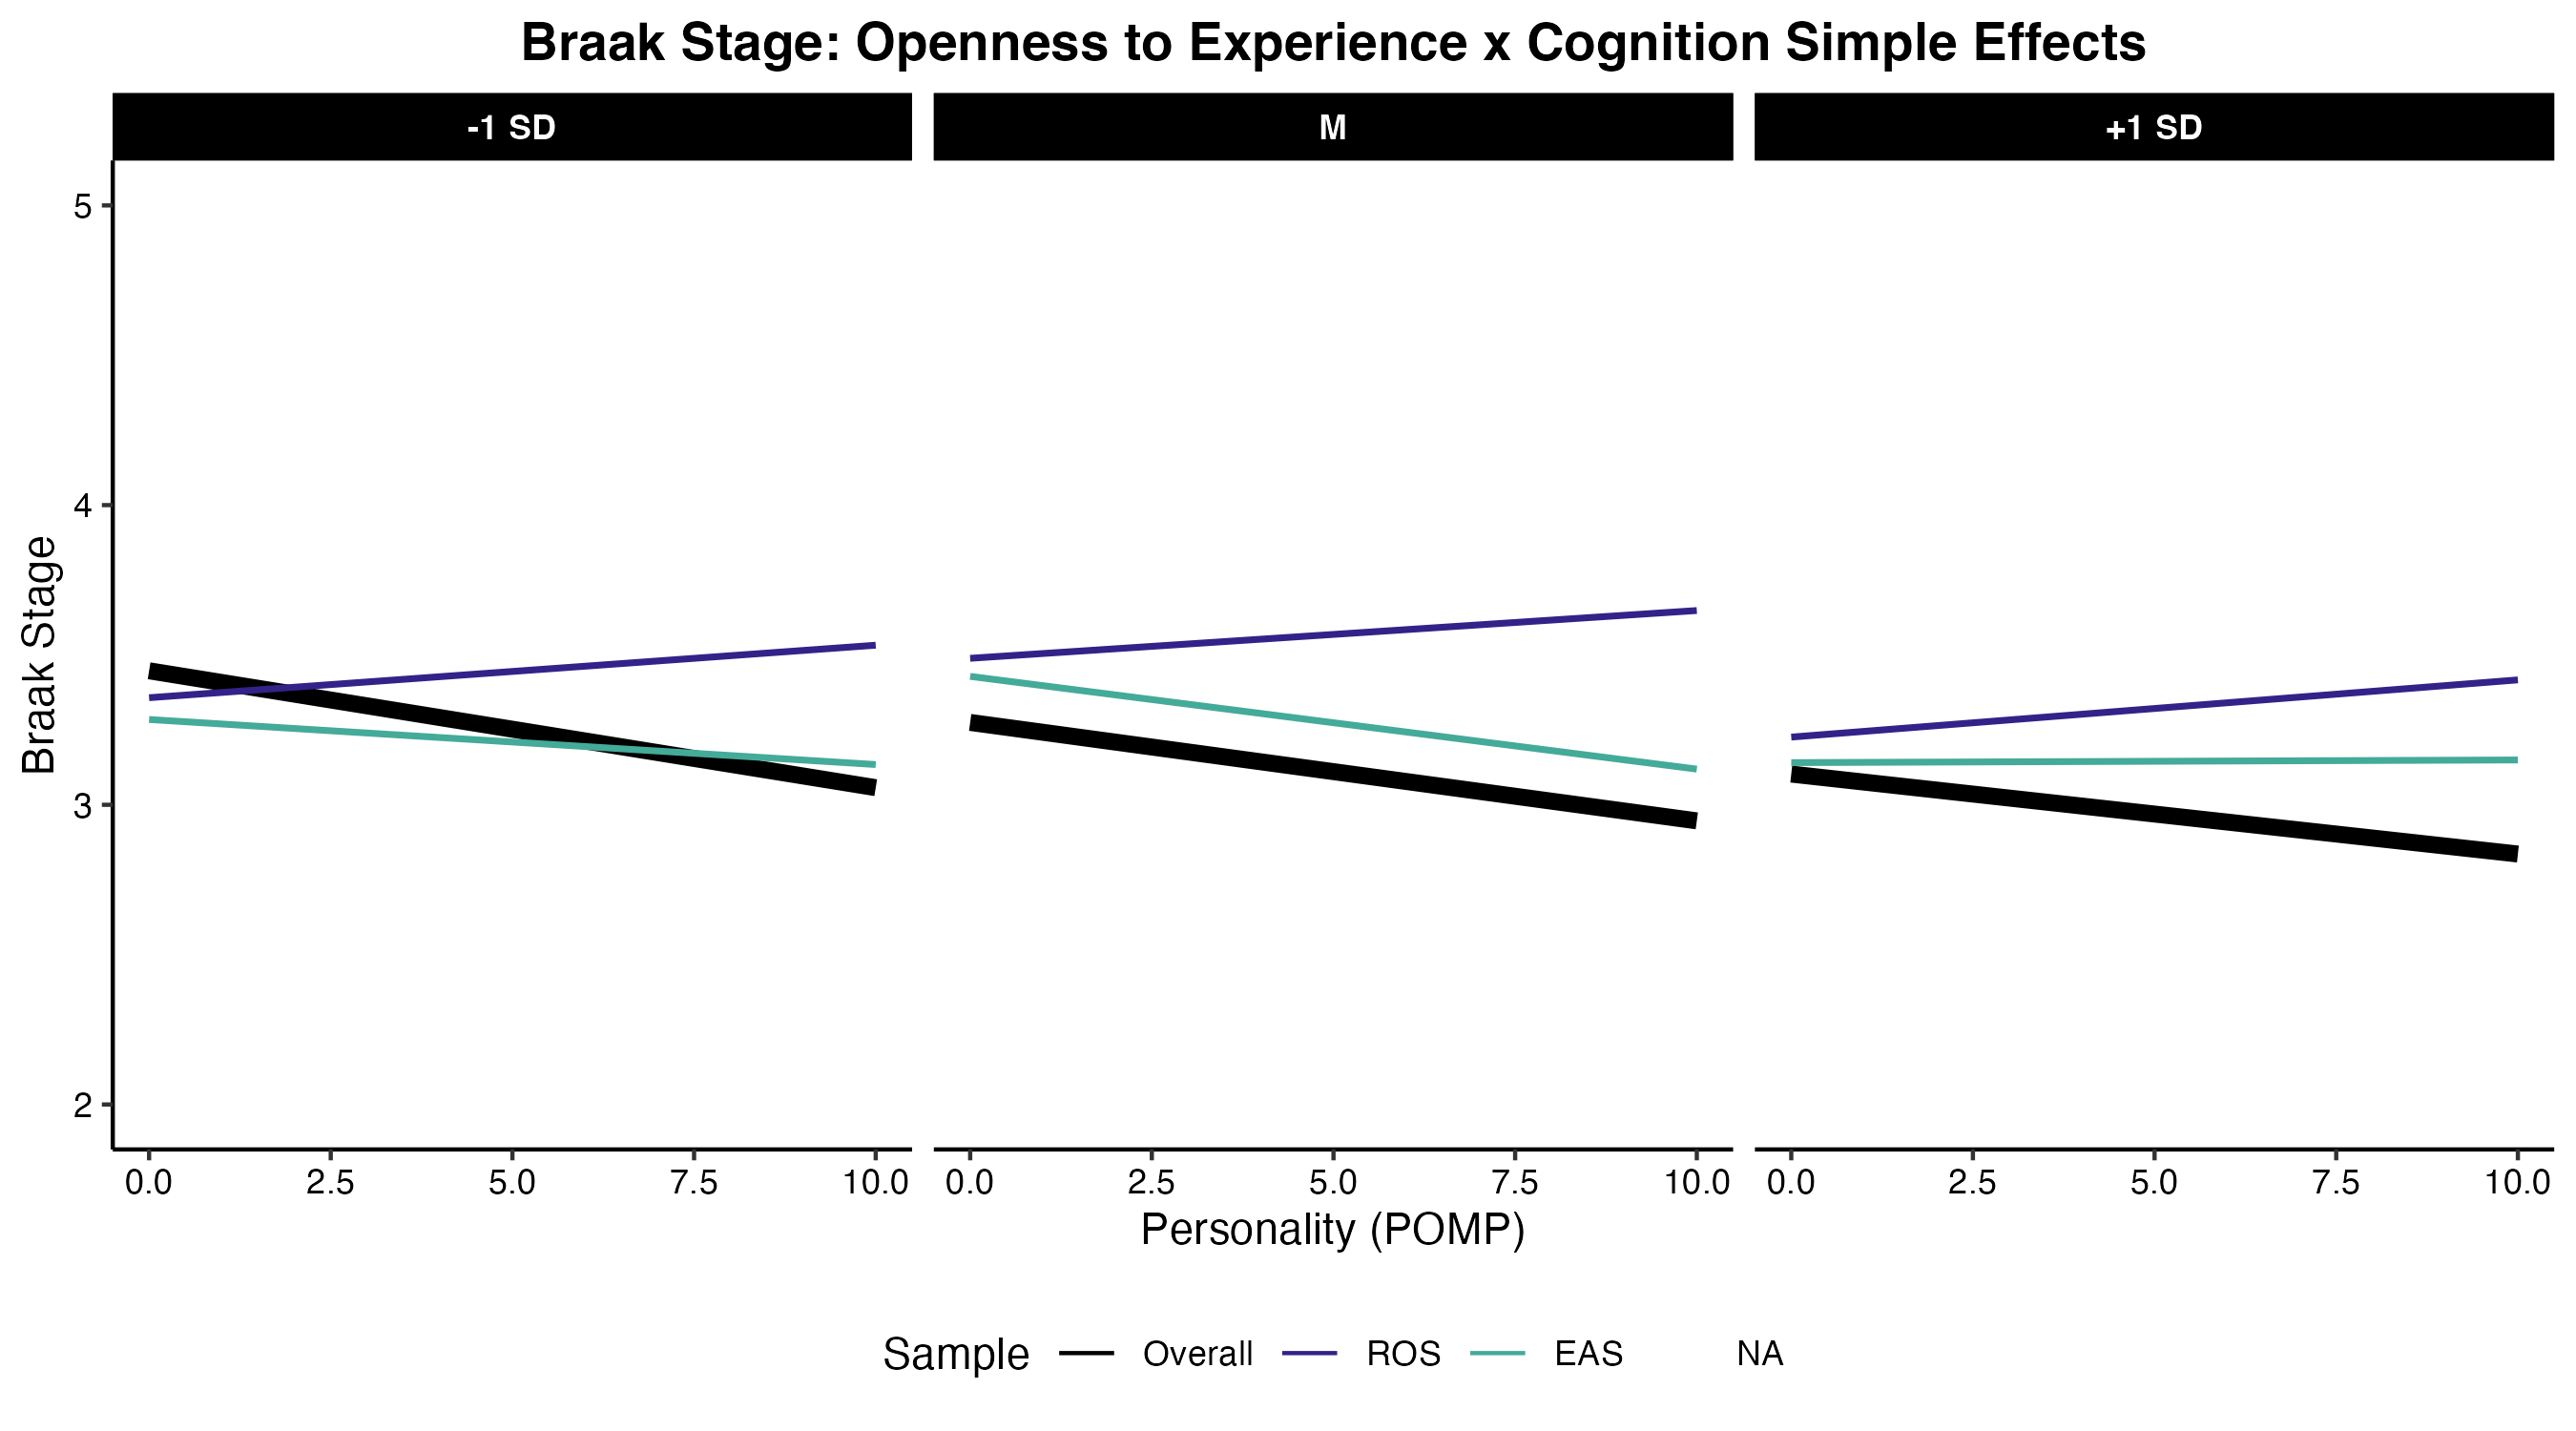 Braak Stage: Openness to Experience x Cognition Simple Effects
-1 SD
M
+1 SD
Braak Stage
5
4
3
2
0.0 2.5 5.0 7.5 10.0
0.0 2.5 5.0 7.5 10.0
0.0 2.5 5.0 7.5 10.0
Personality (POMP)
Sample Overall ROS EAS NA